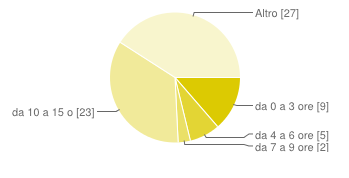 Altro [27]
da 0 a 3 ore [9]
da 10 a 15 o [23]
da 4 a 6 ore [5]
da 7 a 9 ore [2]